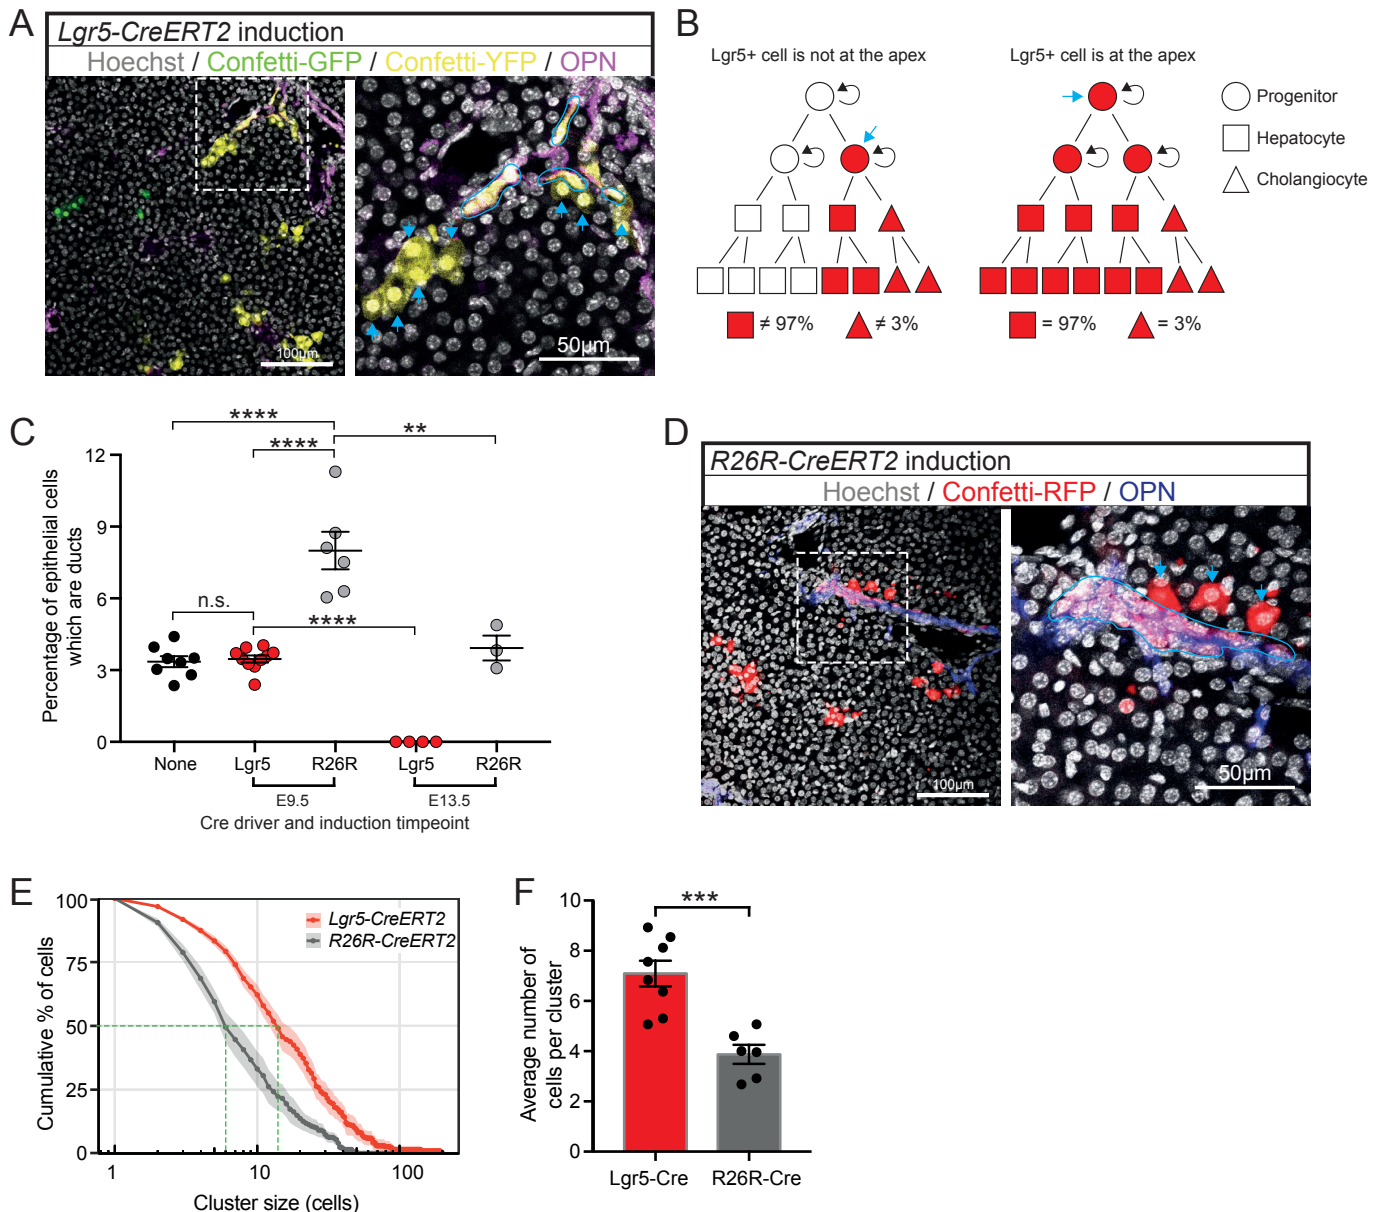 A
Lgr5-CreERT2 induction
Hoechst / Confetti-GFP / Confetti-YFP / OPN
100µm
50µm
B
Lgr5+ cell is not at the apex
Lgr5+ cell is at the apex
Progenitor
Hepatocyte
Cholangiocyte
≠ 97%
≠ 3%
= 97%
= 3%
C
****
****
**
n.s.
****
Percentage of epithelial cells
which are ducts
12
9
6
3
0
None
Lgr5
R26R
Lgr5
R26R
E9.5
E13.5
Cre driver and induction timpeoint
D
R26R-CreERT2 induction
Hoechst / Confetti-RFP / OPN
100µm
50µm
E
Cumulative % of cells
100
75
50
25
0
Lgr5-CreERT2
R26R-CreERT2
1
10
100
Cluster size (cells)
F
***
Average number of
cells per cluster
10
8
6
4
2
0
Lgr5-Cre
R26R-Cre